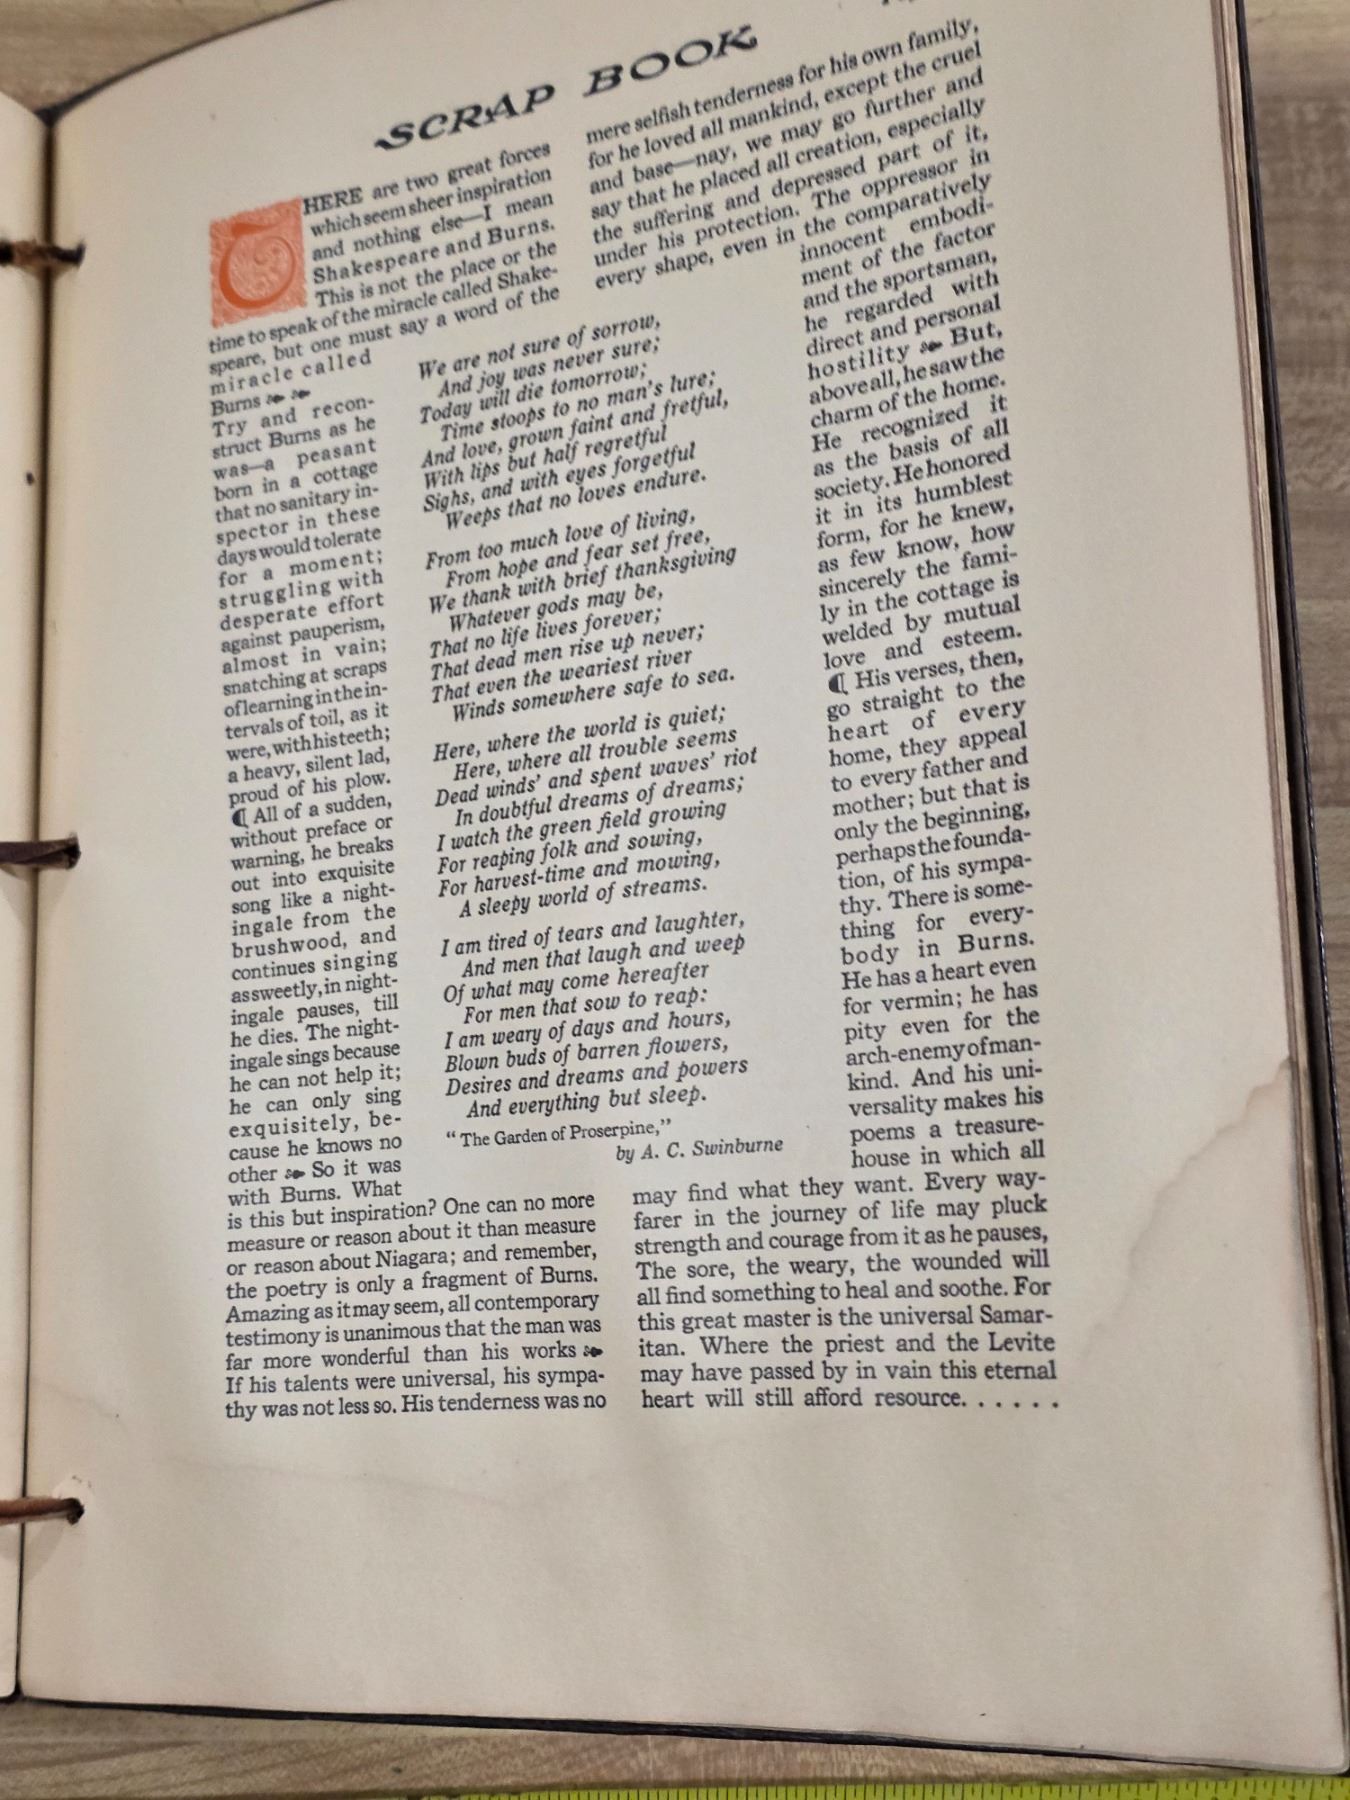 SCRAP BOOK
THERE are two great forces
which seem sheer inspiration
and nothing else—I mean
Shakespeare and Burns.
This is not the place or the
time to speak of the miracle called Shake-
speare, but one must say a word of the
miracle called
Burns
Try and recon-
struct Burns as he
was—a peasant
born in a cottage
that no sanitary in-
spector in these
days would tolerate
for a moment;
struggling with
desperate effort
against pauperism,
almost in vain;
snatching at scraps
of learning in the in-
tervals of toil, as it
were, with his teeth;
a heavy, silent lad,
proud of his plow.
¶ All of a sudden,
without preface or
warning, he breaks
out into exquisite
song like a night-
ingale from the
brushwood, and
continues singing
as sweetly, in night-
ingale pauses, till
he dies. The night-
ingale sings because
he can not help it;
he can only sing
exquisitely, be-
cause he knows no
other So it was
with Burns. What
is this but inspiration? One can no more
measure or reason about it than measure
or reason about Niagara; and remember,
the poetry is only a fragment of Burns.
Amazing as it may seem, all contemporary
testimony is unanimous that the man was
far more wonderful than his works
If his talents were universal, his sympa-
thy was not less so. His tenderness was no
mere selfish tenderness for his own family,
for he loved all mankind, except the cruel
and base—nay, we may go further and
say that he placed all creation, especially
the suffering and depressed part of it,
under his protection. The oppressor in
every shape, even in the comparatively
innocent embodi-
ment of the factor
and the sportsman,
he regarded with
direct and personal
hostility But,
above all, he saw the
charm of the home.
He recognized it
as the basis of all
society. He honored
it in its humblest
form, for he knew,
as few know, how
sincerely the fami-
ly in the cottage is
welded by mutual
love and esteem.
¶ His verses, then,
go straight to the
heart of every
home, they appeal
to every father and
mother; but that is
only the beginning,
perhaps the founda-
tion, of his sympa-
thy. There is some-
thing for every-
body in Burns.
He has a heart even
for vermin; he has
pity even for the
arch-enemy of man-
kind. And his uni-
versality makes his
poems a treasure-
house in which all
may find what they want. Every way-
farer in the journey of life may pluck
strength and courage from it as he pauses,
The sore, the weary, the wounded will
all find something to heal and soothe. For
this great master is the universal Samar-
itan. Where the priest and the Levite
may have passed by in vain this eternal
heart will still afford resource. . . . . .
We are not sure of sorrow,
And joy was never sure;
Today will die tomorrow;
Time stoops to no man's lure;
And love, grown faint and fretful,
With lips but half regretful
Sighs, and with eyes forgetful
Weeps that no loves endure.
From too much love of living,
From hope and fear set free,
We thank with brief thanksgiving
Whatever gods may be,
That no life lives forever;
That dead men rise up never;
That even the weariest river
Winds somewhere safe to sea.
Here, where the world is quiet;
Here, where all trouble seems
Dead winds' and spent waves' riot
In doubtful dreams of dreams;
I watch the green field growing
For reaping folk and sowing,
For harvest-time and mowing,
A sleepy world of streams.
I am tired of tears and laughter,
And men that laugh and weep
Of what may come hereafter
For men that sow to reap:
I am weary of days and hours,
Blown buds of barren flowers,
Desires and dreams and powers
And everything but sleep.
"The Garden of Proserpine,"
by A. C. Swinburne